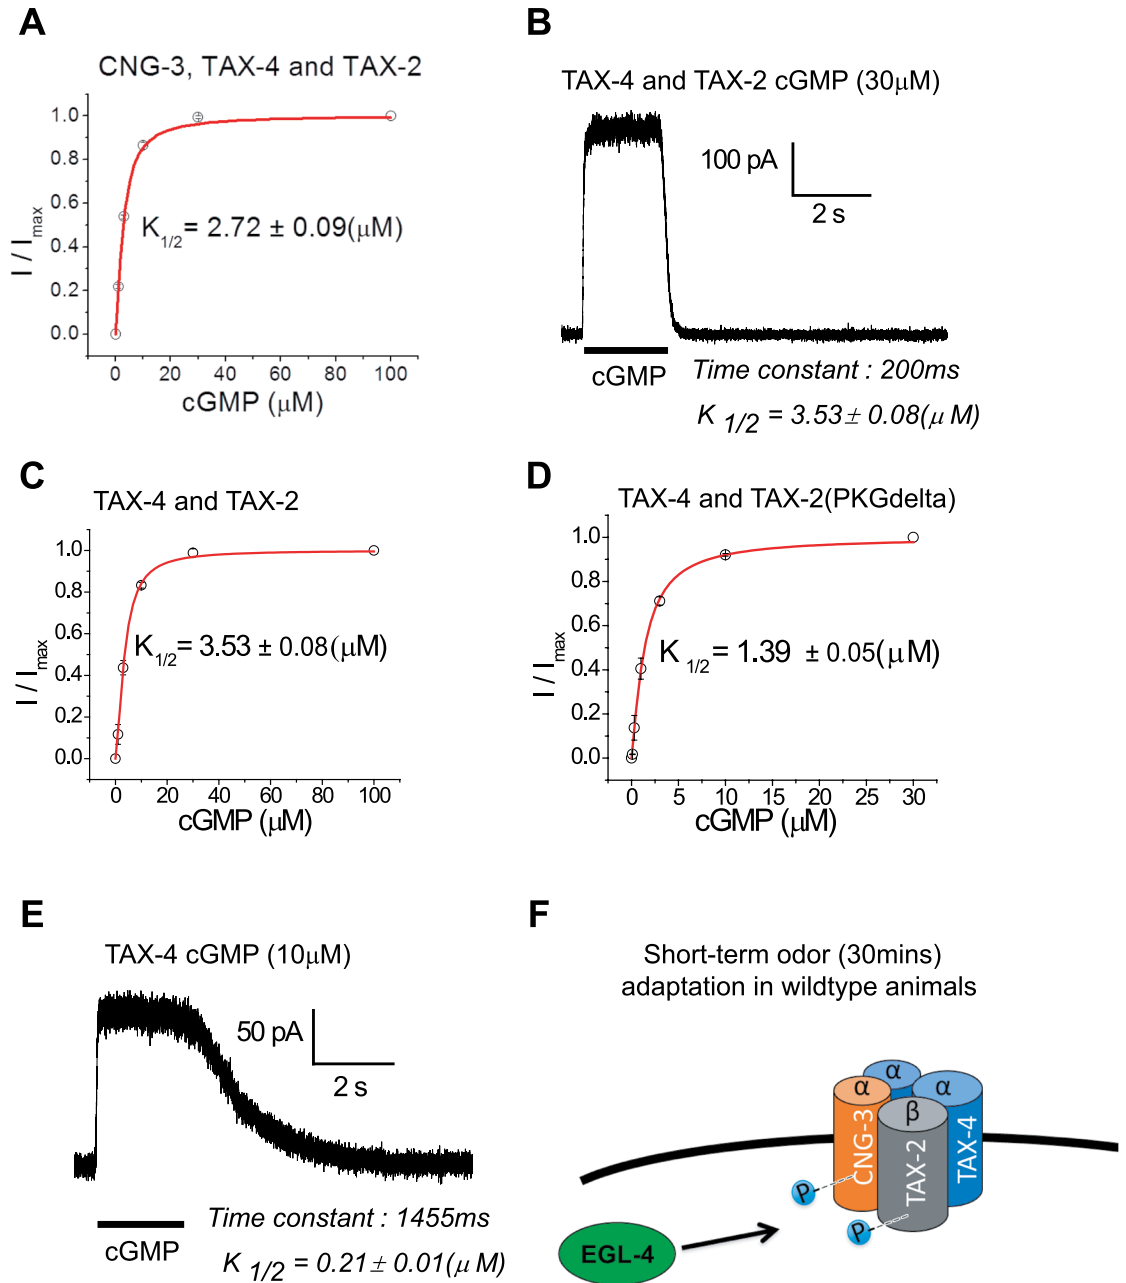 A
CNG-3, TAX-4 and TAX-2
1.0
0.8
0.6
0.4
0.2
0.0
I / Imax
K1/2= 2.72 ± 0.09(μM)
0 20 40 60 80 100
cGMP (μM)
B
TAX-4 and TAX-2 cGMP (30μM)
100 pA
2 s
cGMP
Time constant : 200ms
K 1/2 = 3.53 ± 0.08(μ M)
C
TAX-4 and TAX-2
1.0
0.8
0.6
0.4
0.2
0.0
I / Imax
K1/2= 3.53 ± 0.08(μM)
0 20 40 60 80 100
cGMP (μM)
D
TAX-4 and TAX-2(PKGdelta)
1.0
0.8
0.6
0.4
0.2
0.0
I / Imax
K 1/2= 1.39 ± 0.05(μM)
0 5 10 15 20 25 30
cGMP (μM)
E
TAX-4 cGMP (10μM)
50 pA
2 s
cGMP
Time constant : 1455ms
K 1/2 = 0.21 ± 0.01(μ M)
F
Short-term odor (30mins)
adaptation in wildtype animals
α
α
α
β
CNG-3
TAX-2
TAX-4
P
P
EGL-4